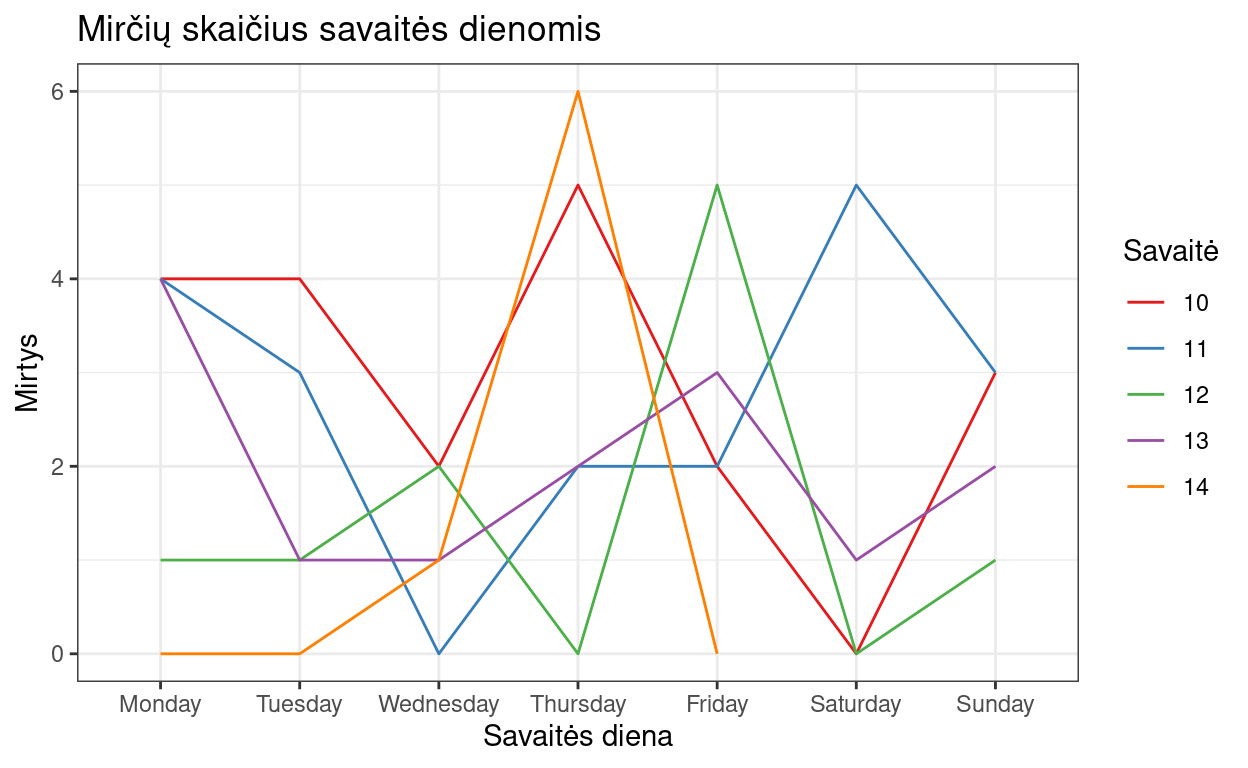 Mirčių skaičius savaitės dienomis
6
4
2
0
Mirtys
Monday Tuesday Wednesday Thursday Friday Saturday Sunday
Savaitės diena
Savaitė
10
11
12
13
14